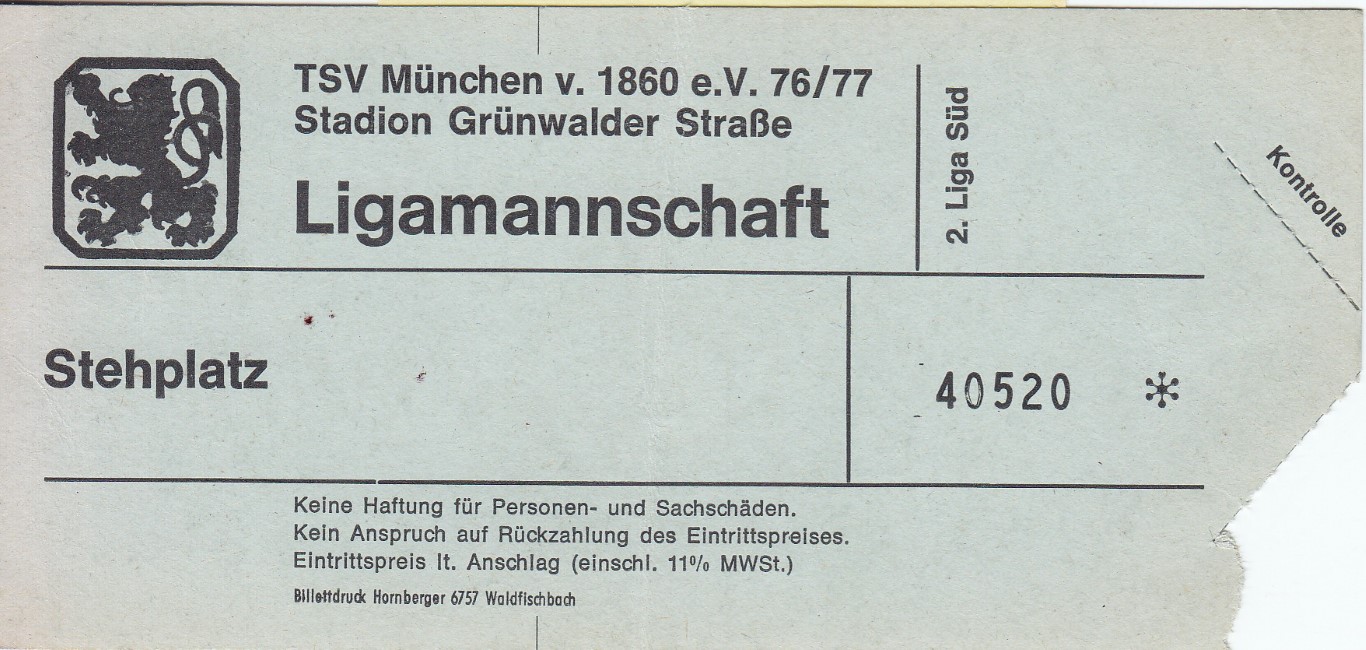 TSV München v. 1860 e.V. 76/77
Stadion Grünwalder Straße
Ligamannschaft
2. Liga Süd
Kontrolle
Stehplatz
40520 *
Keine Haftung für Personen- und Sachschäden.
Kein Anspruch auf Rückzahlung des Eintrittspreises.
Eintrittspreis lt. Anschlag (einschl. 11% MWSt.)
Billettdruck Hornberger 6757 Waldfischbach